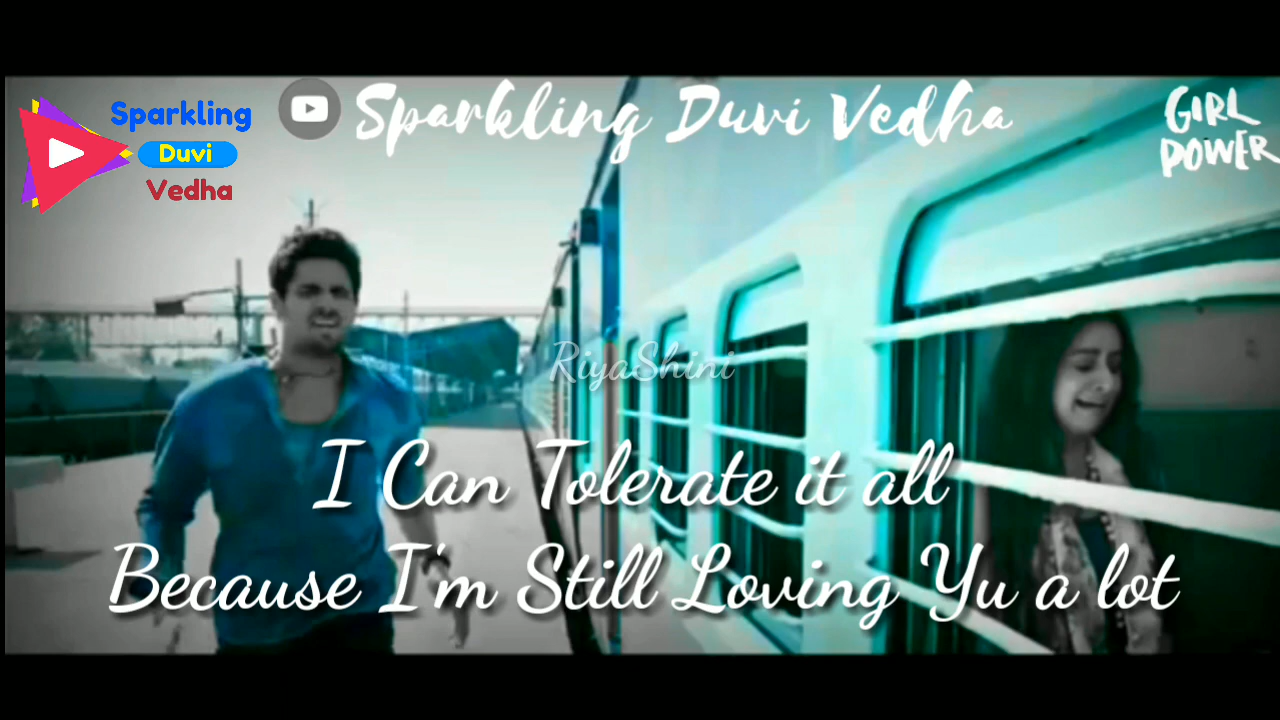 Sparkling
Duvi
Vedha
Sparkling Duvi Vedha
GIRL
POWER
RiyaShini
I Can Tolerate it all
Because I'm Still Loving Yu a lot